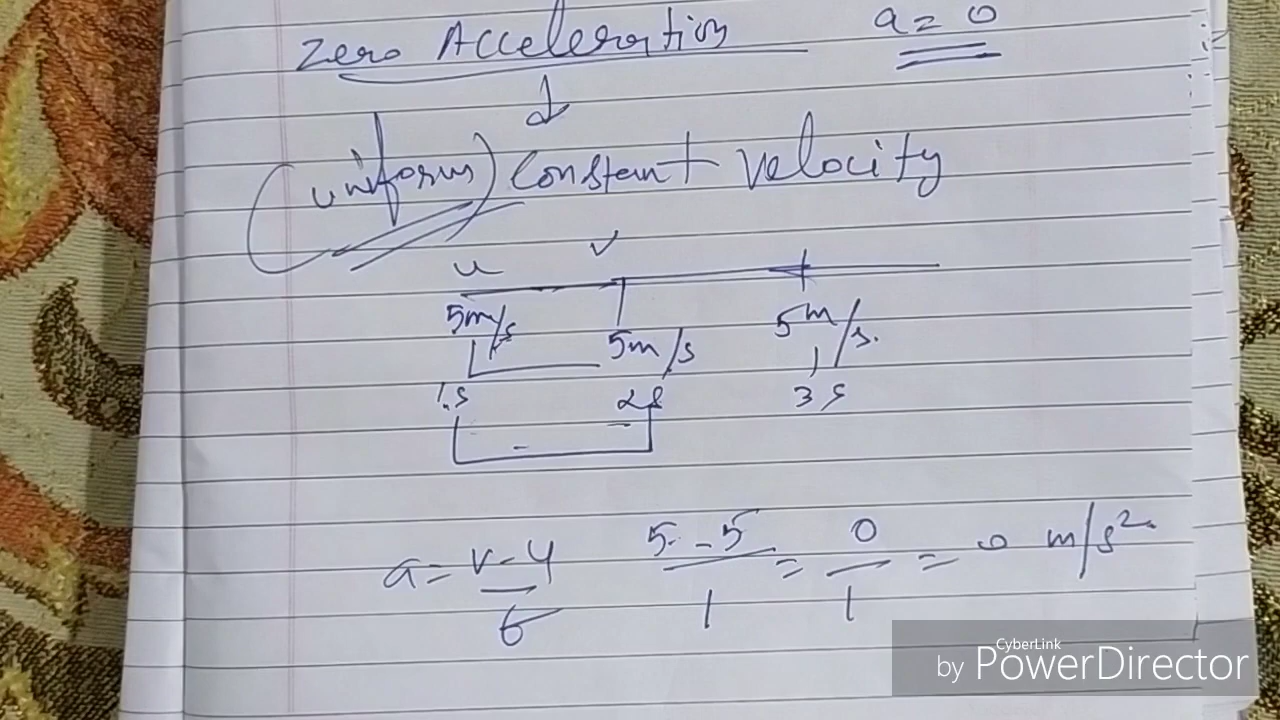 Zero Acceleration a = 0
(uniform) constant velocity
u v
5m/s 5m/s 5m/s.
1s 2s 3s
a = v-u/t 5-5/1 = 0/1 = 0 m/s²
CyberLink
by PowerDirector